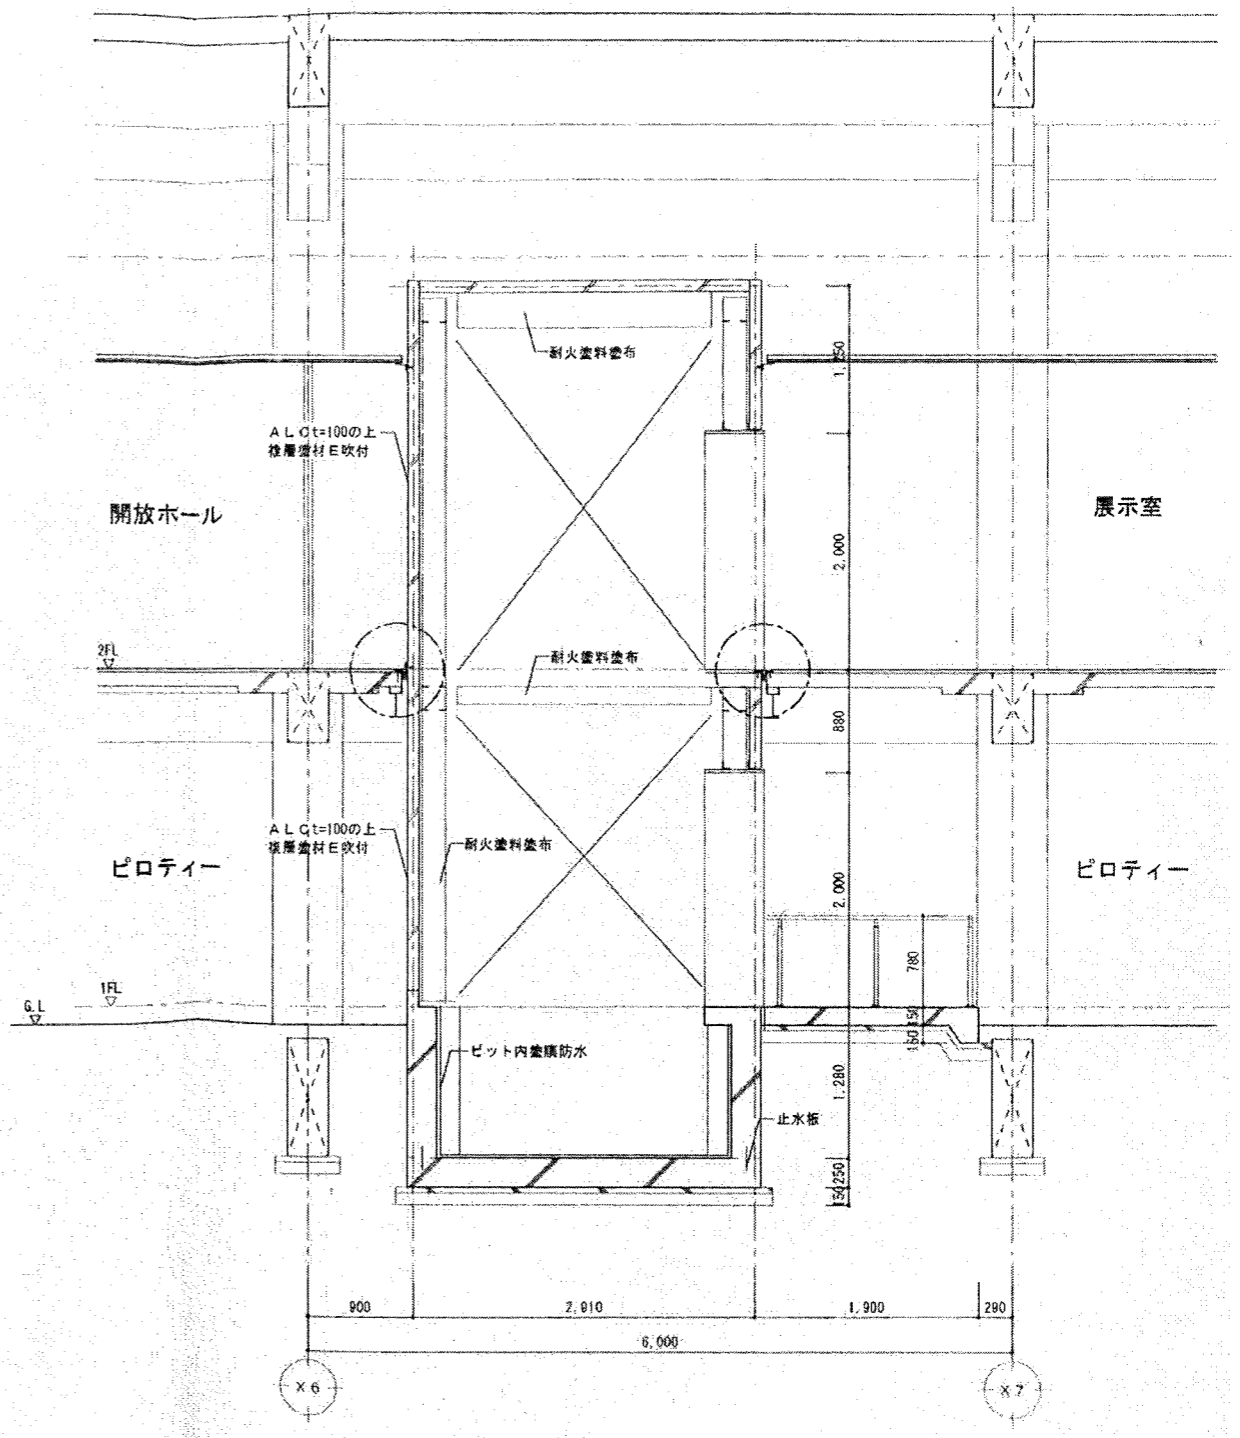 耐火塗料塗布
1,250
ALCt=100の上
複層塗材E吹付
開放ホール
展示室
2,000
2FL
耐火塗料塗布
880
ALCt=100の上
複層塗材E吹付
耐火塗料塗布
ピロティー
ピロティー
2,000
780
1FL
G.L
150
150
ピット内塗膜防水
1,280
止水板
250
150
900
2,910
1,900
290
6,000
X6
X7